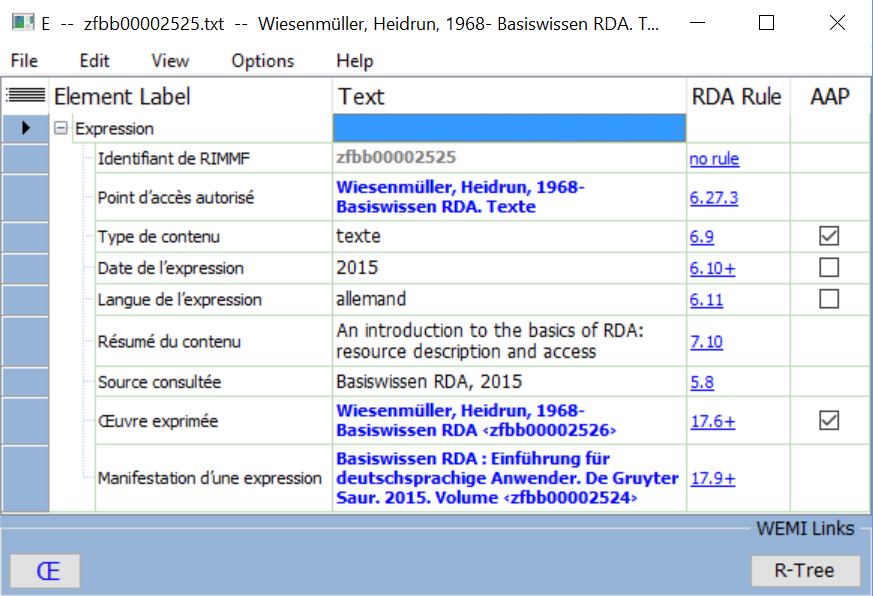 E -- zfbb00002525.txt -- Wiesenmüller, Heidrun, 1968- Basiswissen RDA. T...
File Edit View Options Help
Element Label Text RDA Rule AAP
Expression
Identifiant de RIMMF zfbb00002525 no rule
Point d’accès autorisé Wiesenmüller, Heidrun, 1968- 6.27.3
Basiswissen RDA. Texte
Type de contenu texte 6.9
Date de l’expression 2015 6.10+
Langue de l’expression allemand 6.11
Résumé du contenu An introduction to the basics of RDA: 7.10
resource description and access
Source consultée Basiswissen RDA, 2015 5.8
Œuvre exprimée Wiesenmüller, Heidrun, 1968- 17.6+
Basiswissen RDA <zfbb00002526>
Manifestation d’une expression Basiswissen RDA : Einführung für 17.9+
deutschsprachige Anwender. De Gruyter
Saur. 2015. Volume <zfbb00002524>
WEMI Links
Œ R-Tree